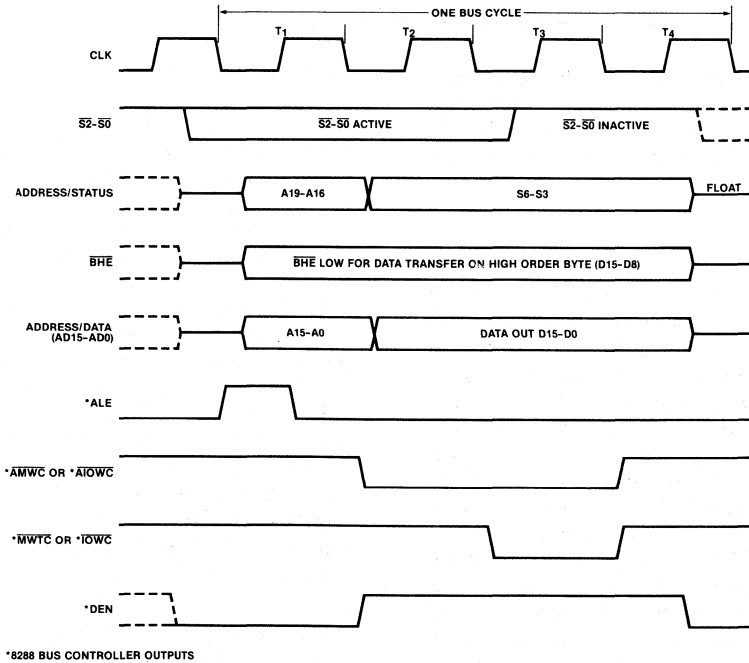 ONE BUS CYCLE
T1 T2 T3 T4
CLK
S2-S0 S2-S0 ACTIVE S2-S0 INACTIVE
ADDRESS/STATUS A19-A16 S6-S3 FLOAT
BHE BHE LOW FOR DATA TRANSFER ON HIGH ORDER BYTE (D15-D8)
ADDRESS/DATA
(AD15-AD0) A15-A0 DATA OUT D15-D0
*ALE
*AMWC OR *AIOWC
*MWTC OR *IOWC
*DEN
*8288 BUS CONTROLLER OUTPUTS